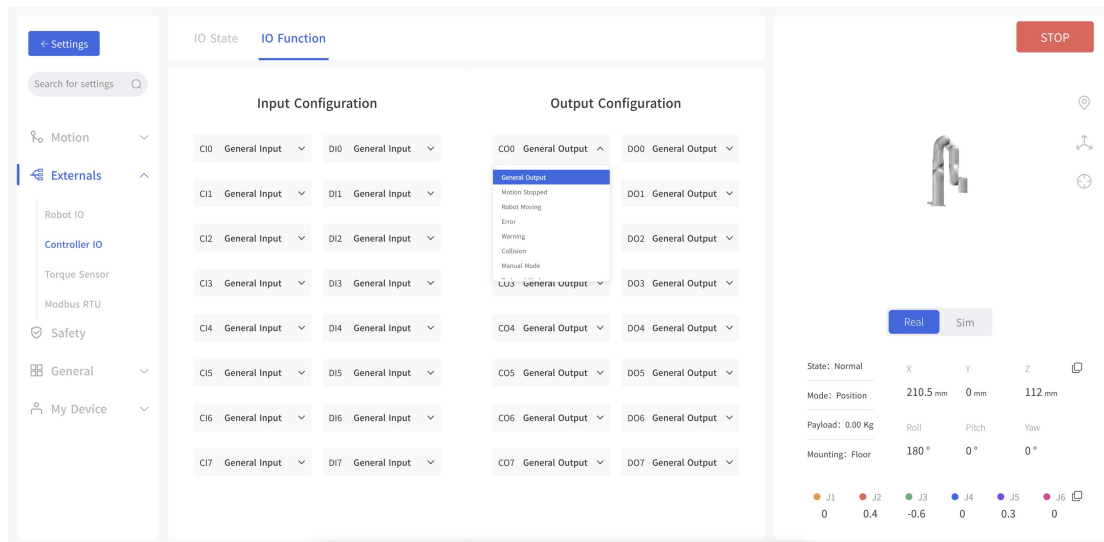 ← Settings
Search for settings
Motion
Externals
Robot IO
Controller IO
Torque Sensor
Modbus RTU
Safety
General
My Device
IO State IO Function
Input Configuration
CI0 General Input DI0 General Input
CI1 General Input DI1 General Input
CI2 General Input DI2 General Input
CI3 General Input DI3 General Input
CI4 General Input DI4 General Input
CI5 General Input DI5 General Input
CI6 General Input DI6 General Input
CI7 General Input DI7 General Input
Output Configuration
CO0 General Output DO0 General Output
General Output
Motion Stopped
Robot Moving
Error
Warning
Collision
Manual Mode
DO1 General Output
DO2 General Output
CO3 General Output DO3 General Output
CO4 General Output DO4 General Output
CO5 General Output DO5 General Output
CO6 General Output DO6 General Output
CO7 General Output DO7 General Output
STOP
Real Sim
State: Normal
Mode: Position
Payload: 0.00 Kg
Mounting: Floor
X Y Z
210.5 mm 0 mm 112 mm
Roll Pitch Yaw
180 ° 0 ° 0 °
J1 J2 J3 J4 J5 J6
0 0.4 -0.6 0 0.3 0